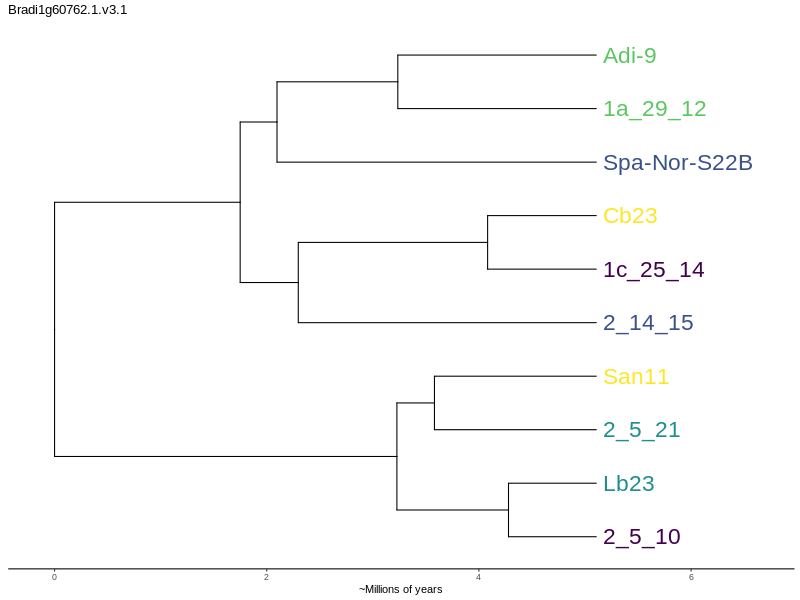 Bradi1g60762.1.v3.1
Adi-9
1a_29_12
Spa-Nor-S22B
Cb23
1c_25_14
2_14_15
San11
2_5_21
Lb23
2_5_10
0 2 4 6
~Millions of years